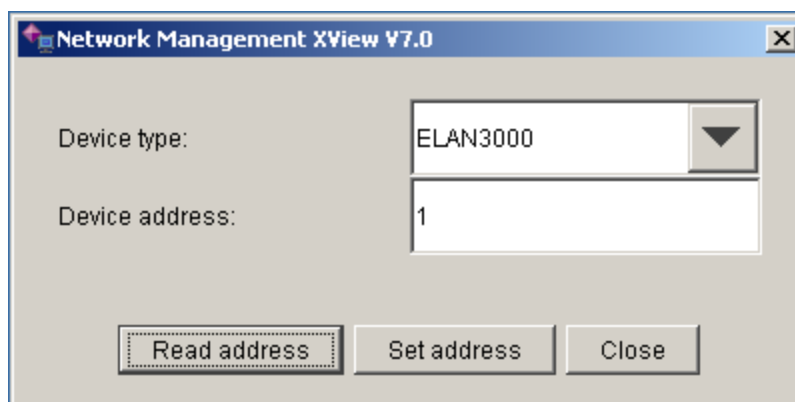 Network Management XView V7.0
Device type: ELAN3000
Device address: 1
Read address Set address Close